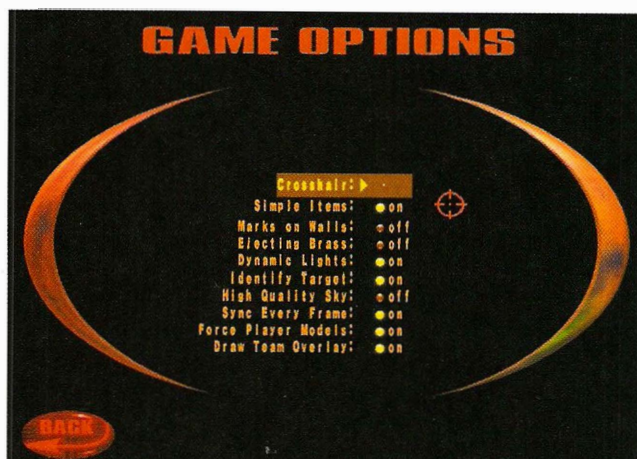 GAME OPTIONS
Crosshair:
Simple Items: on
Marks on Walls: off
Ejecting Brass: off
Dynamic Lights: on
Identify Target: on
High Quality Sky: off
Sync Every Frame: on
Force Player Models: on
Draw Team Overlay: on
BACK